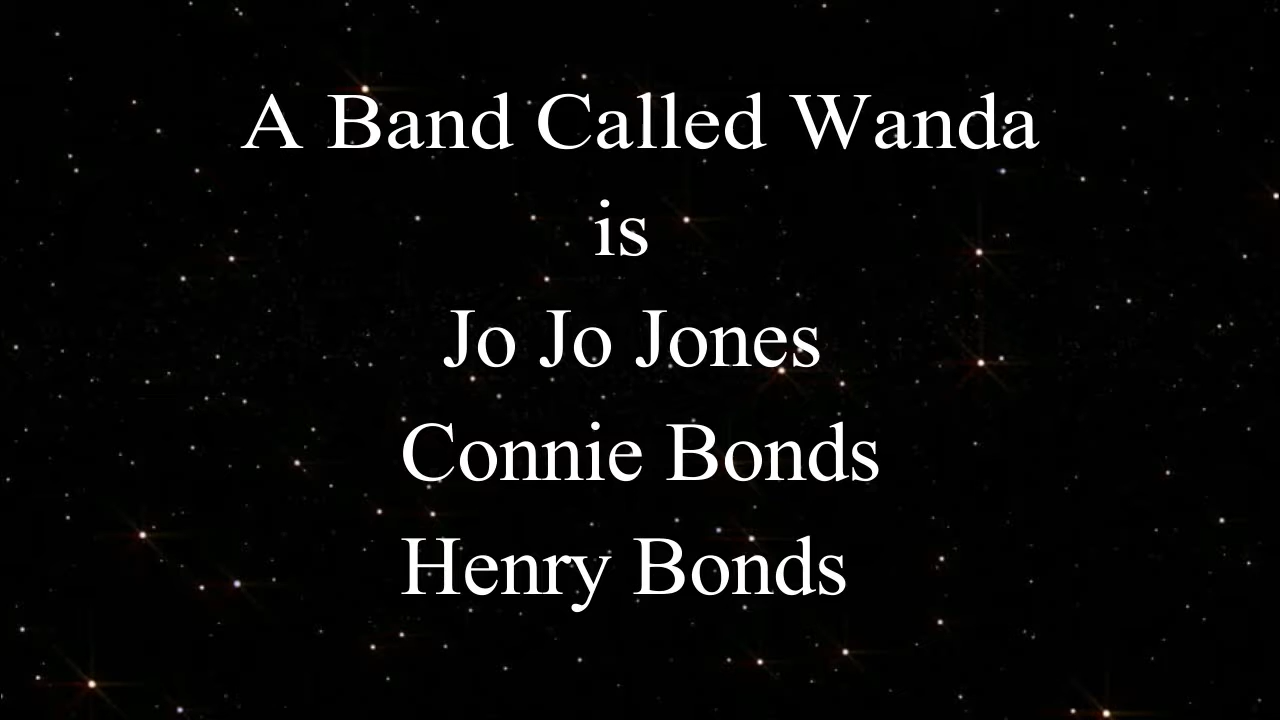 A Band Called Wanda
is
Jo Jo Jones
Connie Bonds
Henry Bonds